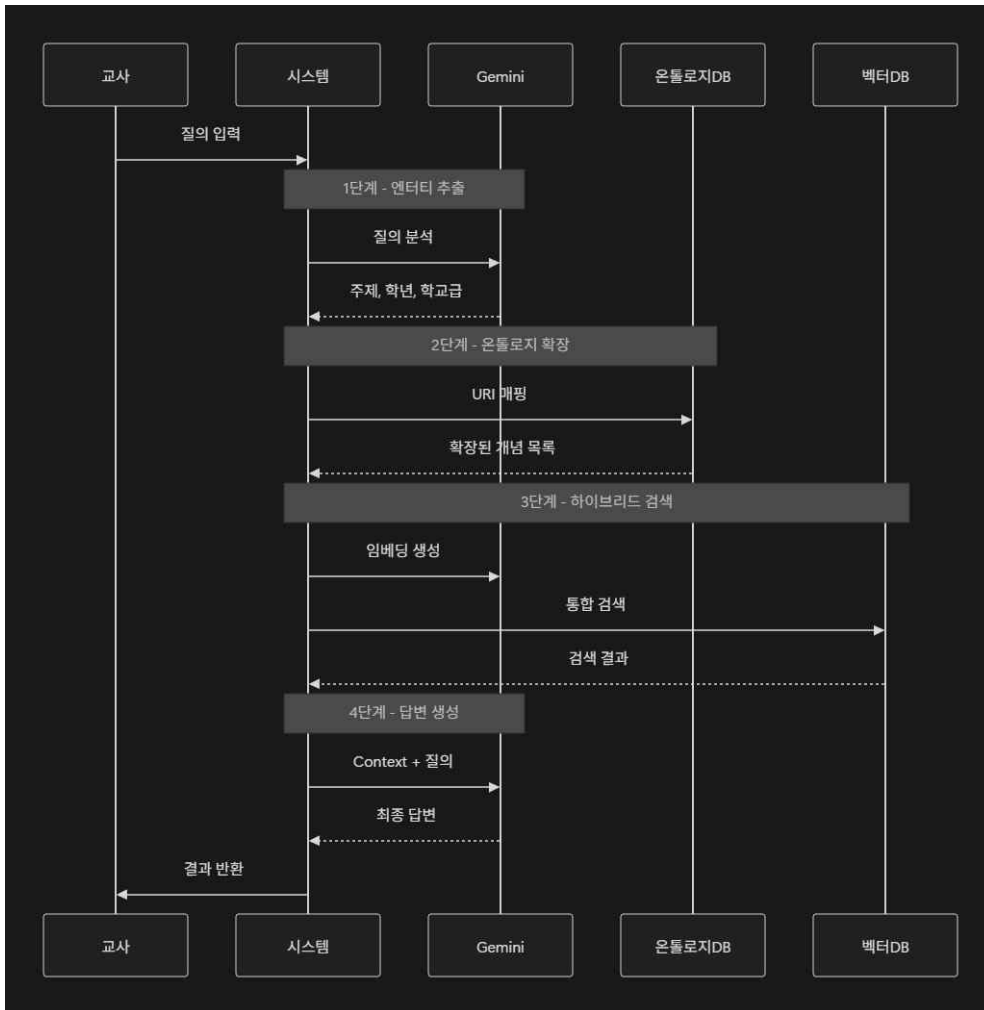 교사
시스템
Gemini
온톨로지DB
벡터DB
질의 입력
1단계 - 엔터티 추출
질의 분석
주제, 학년, 학교급
2단계 - 온톨로지 확장
URI 매핑
확장된 개념 목록
3단계 - 하이브리드 검색
임베딩 생성
통합 검색
검색 결과
4단계 - 답변 생성
Context + 질의
최종 답변
결과 반환
교사
시스템
Gemini
온톨로지DB
벡터DB